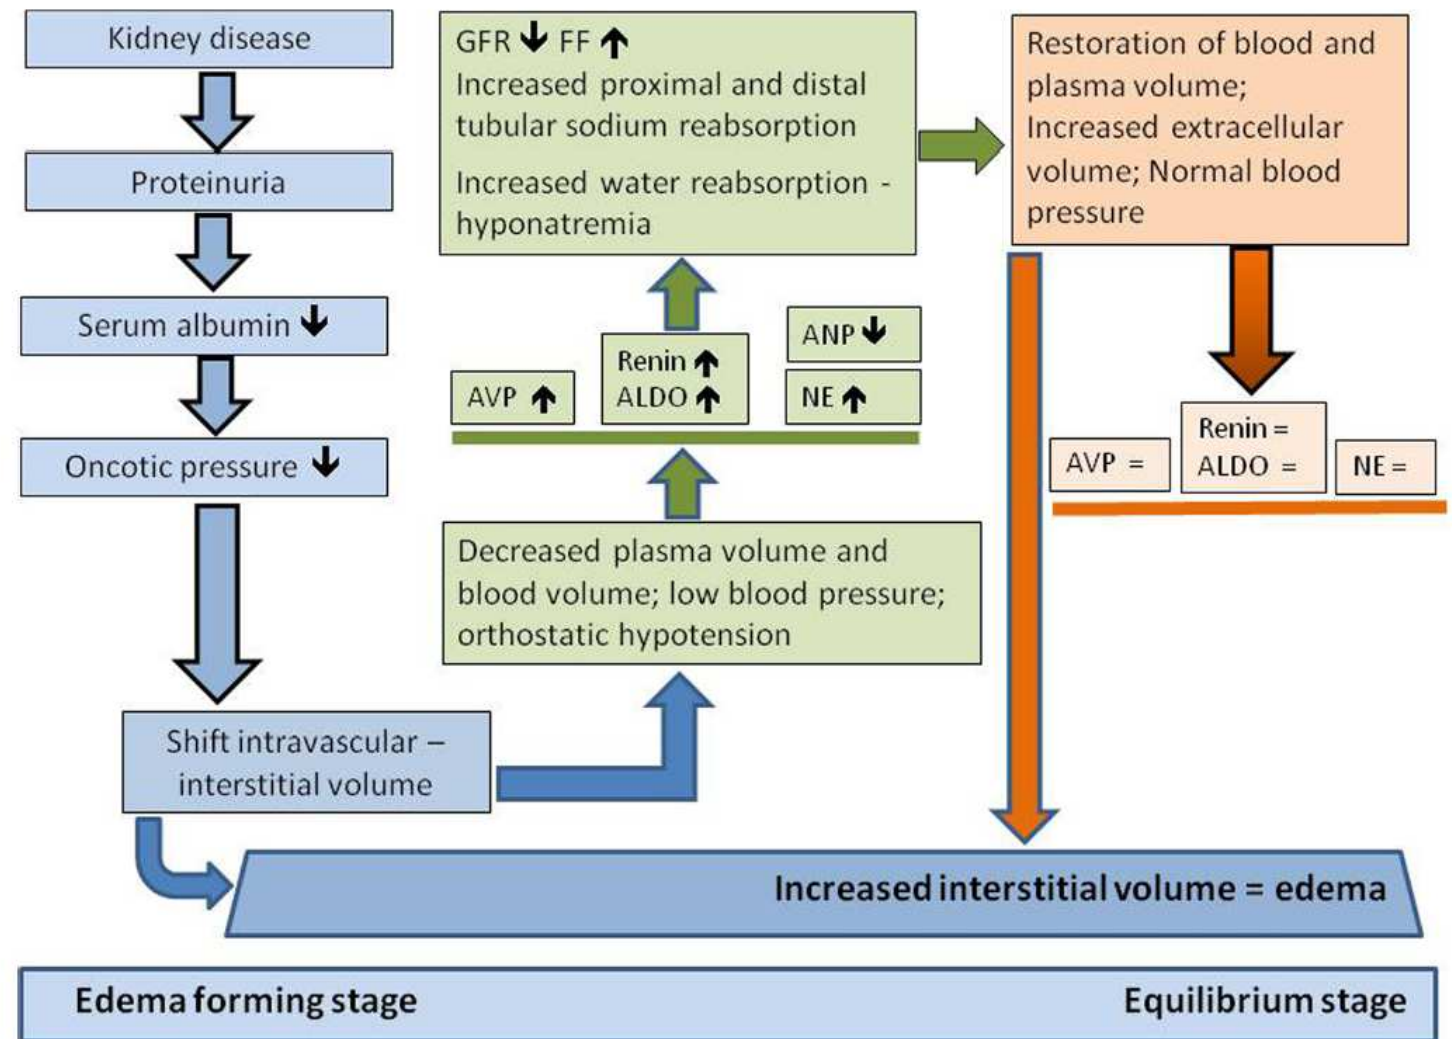 Kidney disease
Proteinuria
Serum albumin ↓
Oncotic pressure ↓
Shift intravascular –
interstitial volume
GFR ↓ FF ↑
Increased proximal and distal
tubular sodium reabsorption
Increased water reabsorption -
hyponatremia
AVP ↑
Renin ↑
ALDO ↑
ANP ↓
NE ↑
Decreased plasma volume and
blood volume; low blood pressure;
orthostatic hypotension
Restoration of blood and
plasma volume;
Increased extracellular
volume; Normal blood
pressure
AVP =
Renin =
ALDO =
NE =
Increased interstitial volume = edema
Edema forming stage
Equilibrium stage